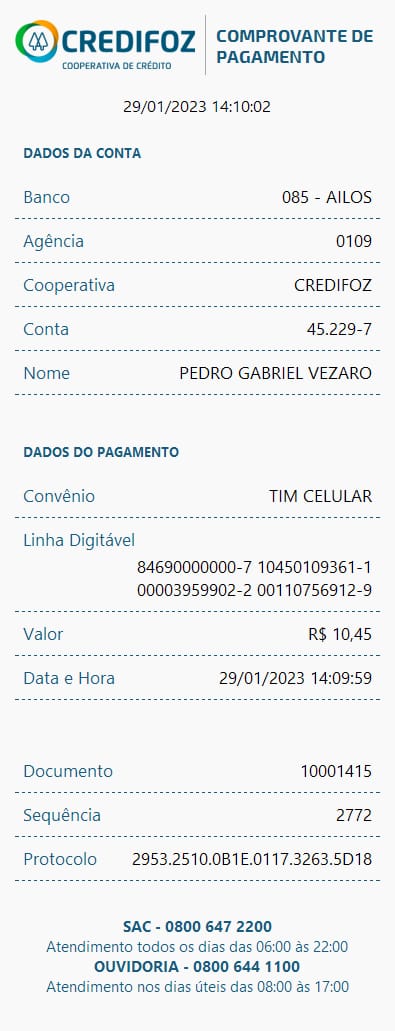 CREDIFOZ
COOPERATIVA DE CRÉDITO
COMPROVANTE DE
PAGAMENTO
29/01/2023 14:10:02
DADOS DA CONTA
Banco 085 - AILOS
Agência 0109
Cooperativa CREDIFOZ
Conta 45.229-7
Nome PEDRO GABRIEL VEZARO
DADOS DO PAGAMENTO
Convênio TIM CELULAR
Linha Digitável
84690000000-7 10450109361-1
00003959902-2 00110756912-9
Valor R$ 10,45
Data e Hora 29/01/2023 14:09:59
Documento 10001415
Sequência 2772
Protocolo 2953.2510.0B1E.0117.3263.5D18
SAC - 0800 647 2200
Atendimento todos os dias das 06:00 às 22:00
OUVIDORIA - 0800 644 1100
Atendimento nos dias úteis das 08:00 às 17:00